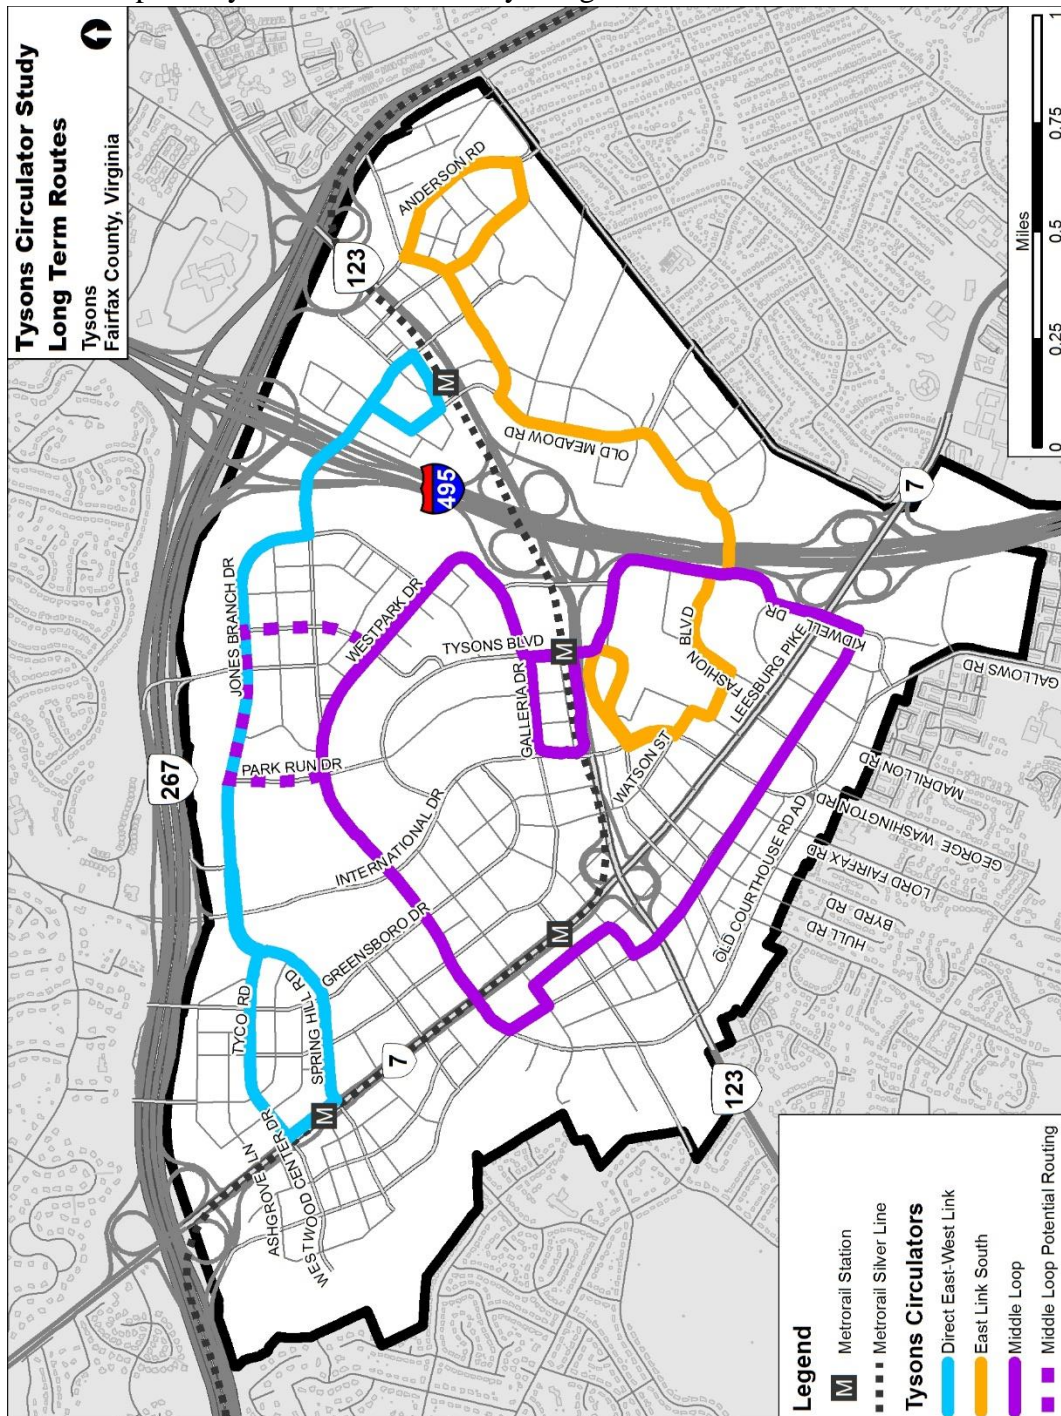 Tysons Circulator Study
Long Term Routes
Tysons
Fairfax County, Virginia
123
ANDERSON RD
M
OLD MEADOW RD
495
7
267
JONES BRANCH DR
WESTPARK DR
PARK RUN DR
TYSONS BLVD
GALLERIA DR
M
INTERNATIONAL DR
GREENSBORO DR
TYCO RD
SPRING HILL RD
M
7
ASHGROVE LN
WESTWOOD CENTER DR
M
WATSON ST
FASHION
BLVD
LEESBURG PIKE
KIDWELL
DR
GALLOWS RD
MADRILLON RD
GEORGE WASHINGTON RD
LORD FAIRFAX RD
BYRD RD
HULL RD
OLD COURTHOUSE ROAD
123
Miles
0 0.25 0.5 0.75 1
Legend
M Metrorail Station
Metrorail Silver Line
Tysons Circulators
Direct East-West Link
East Link South
Middle Loop
Middle Loop Potential Routing